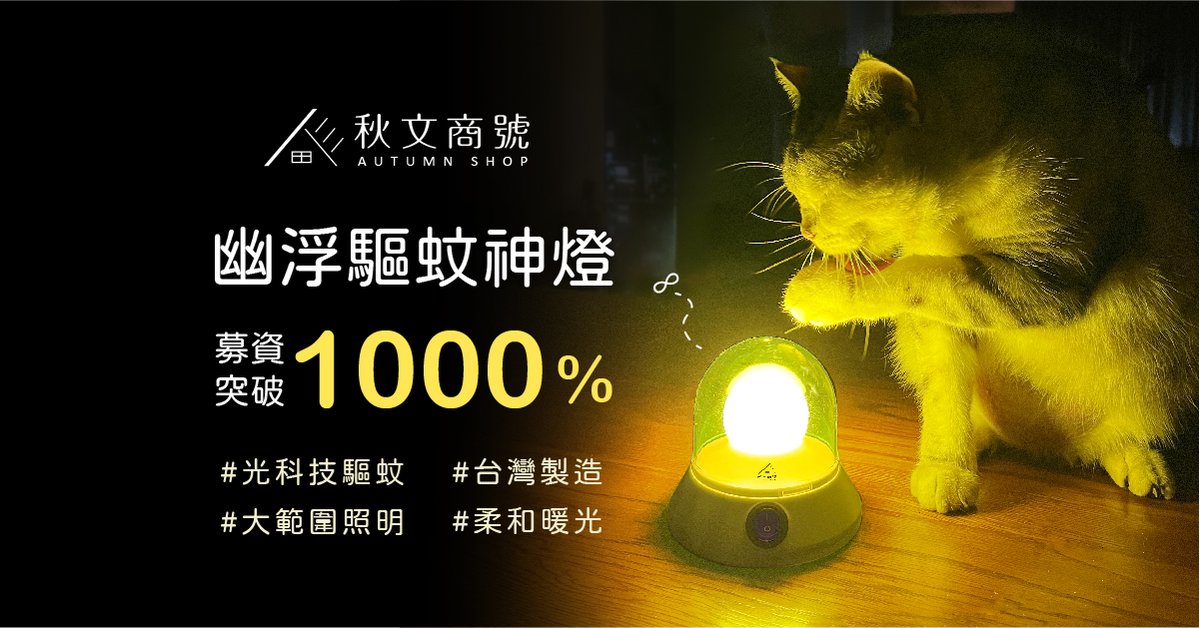 秋文商號
AUTUMN SHOP
幽浮驅蚊神燈
募資
突破
1000%
#光科技驅蚊 #台灣製造
#大範圍照明 #柔和暖光